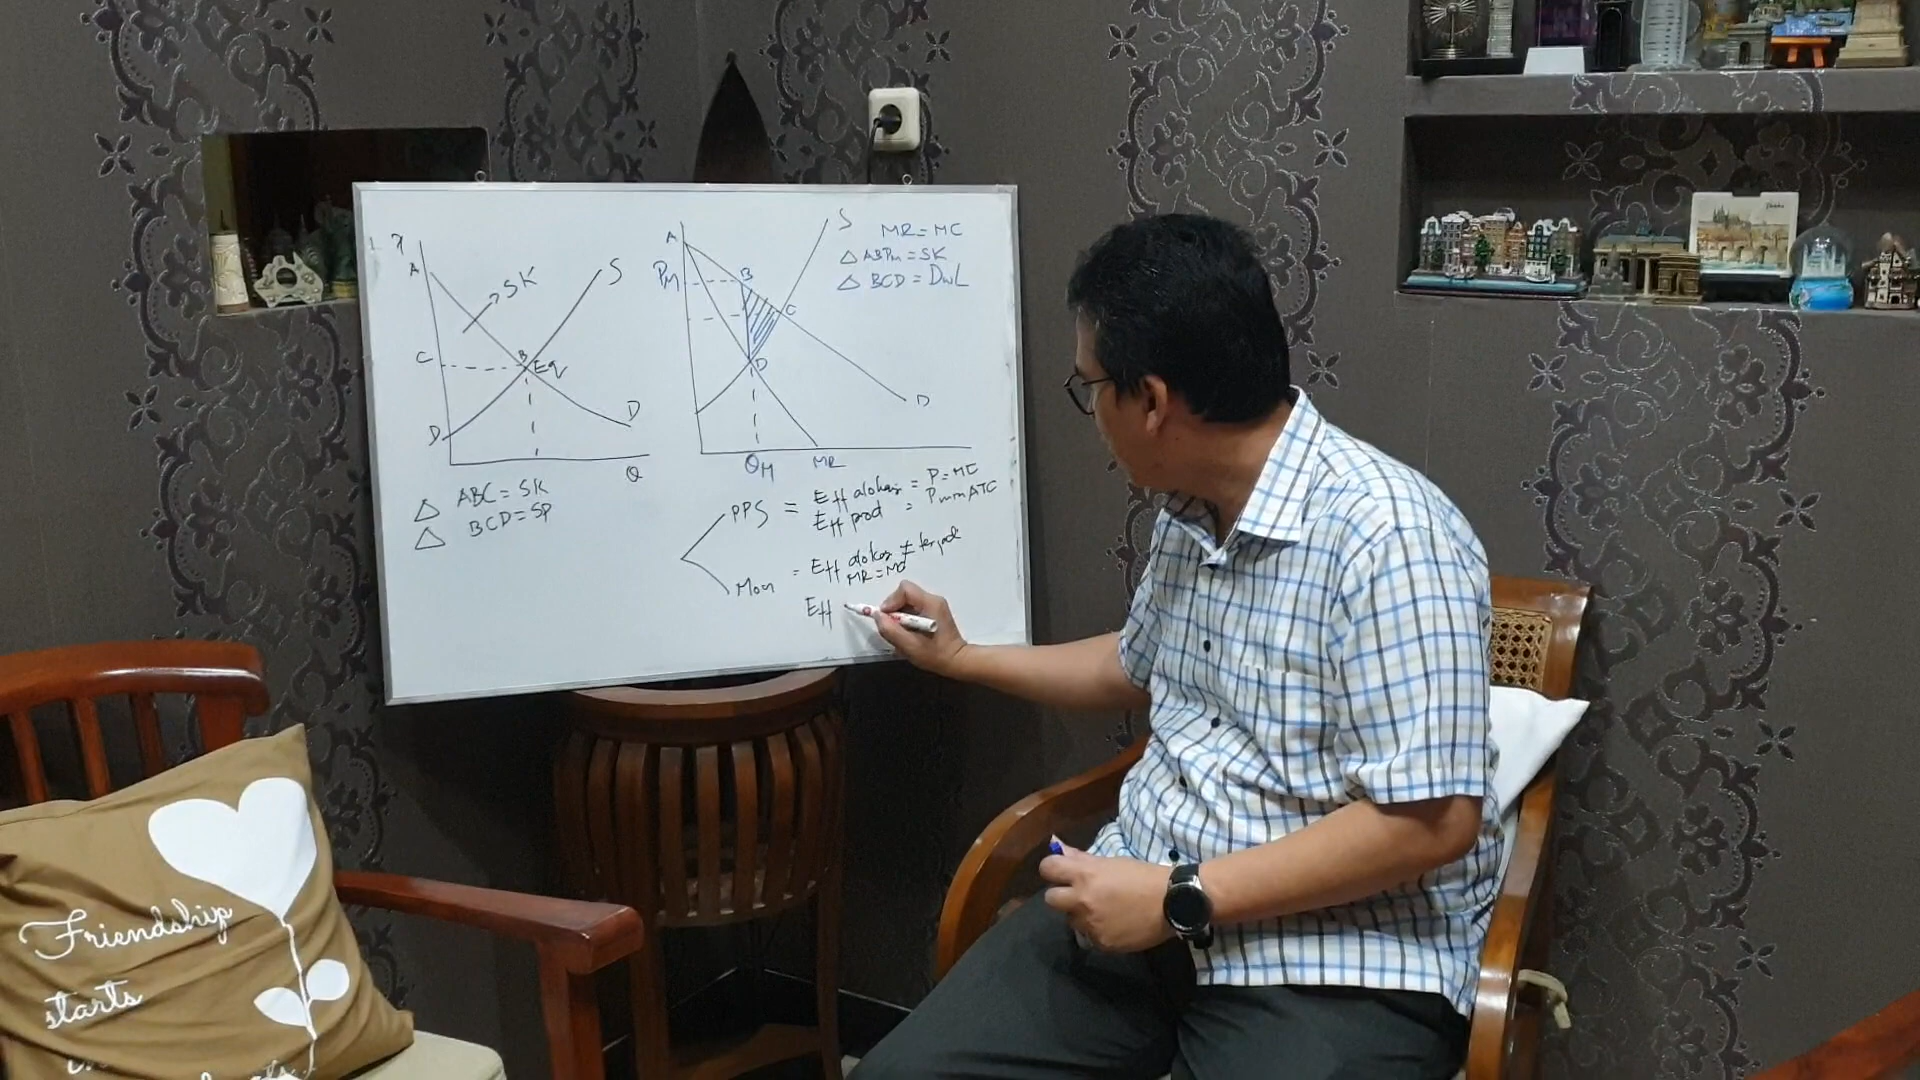 A
SK
S
C
B
Eq
D
D
Q
△ ABC = SK
△ BCD = SP
A
S
PM
B
C
D
D
QM
MR
MR = MC
△ ABPM = SK
△ BCD = DWL
PPS = Eff alokasi = P = MC
Eff prod = P min ATC
Mon = Eff alokasi ≠ terjadi
MR = MC
Eff
Friendship
starts